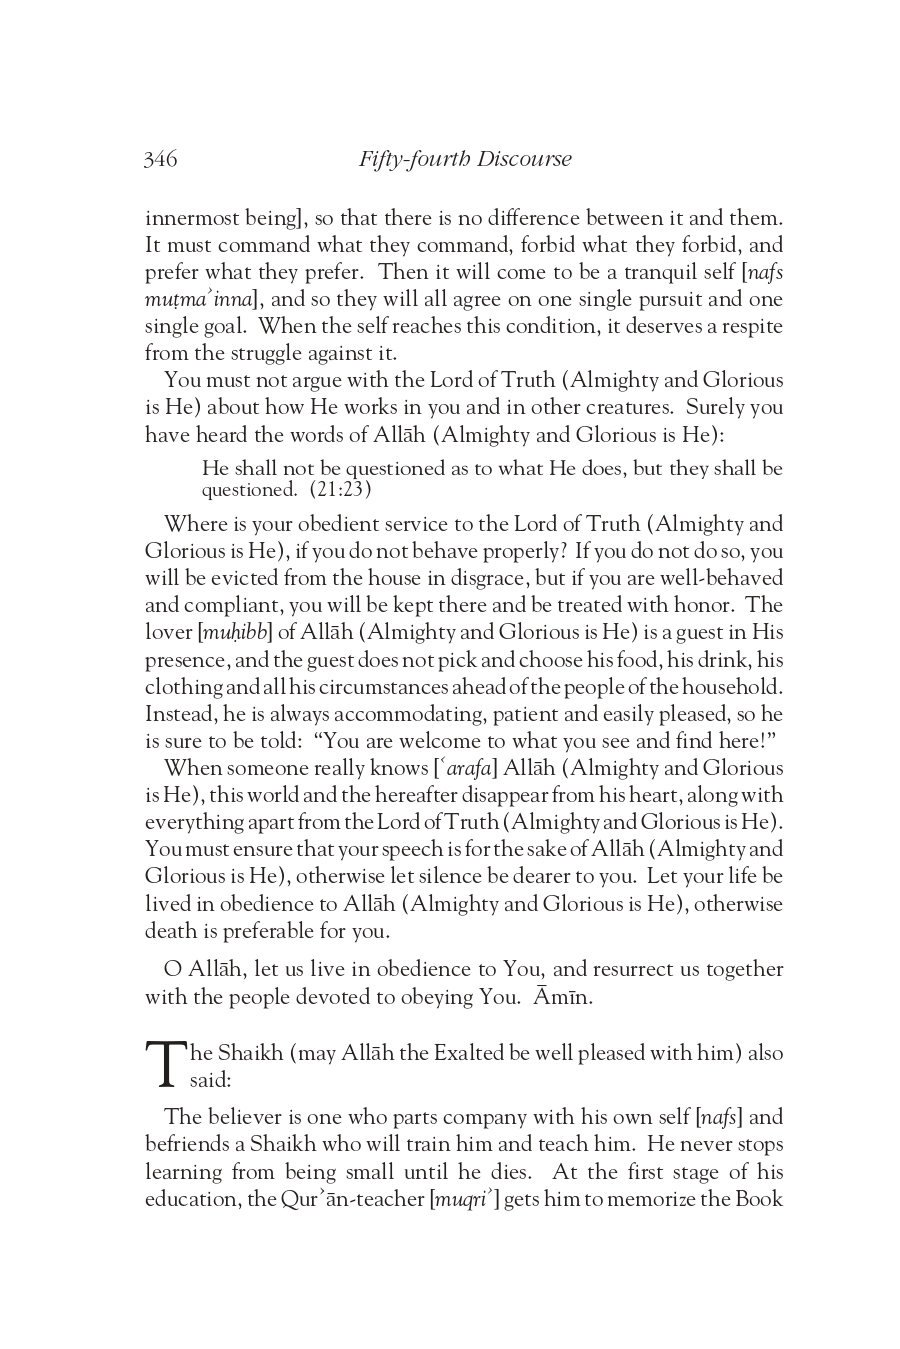 346 Fifty-fourth Discourse
innermost being], so that there is no difference between it and them.
It must command what they command, forbid what they forbid, and
prefer what they prefer. Then it will come to be a tranquil self [nafs
muṭmaʾinna], and so they will all agree on one single pursuit and one
single goal. When the self reaches this condition, it deserves a respite
from the struggle against it.
You must not argue with the Lord of Truth (Almighty and Glorious
is He) about how He works in you and in other creatures. Surely you
have heard the words of Allāh (Almighty and Glorious is He):
He shall not be questioned as to what He does, but they shall be
questioned. (21:23)
Where is your obedient service to the Lord of Truth (Almighty and
Glorious is He), if you do not behave properly? If you do not do so, you
will be evicted from the house in disgrace, but if you are well-behaved
and compliant, you will be kept there and be treated with honor. The
lover [muḥibb] of Allāh (Almighty and Glorious is He) is a guest in His
presence, and the guest does not pick and choose his food, his drink, his
clothing and all his circumstances ahead of the people of the household.
Instead, he is always accommodating, patient and easily pleased, so he
is sure to be told: “You are welcome to what you see and find here!”
When someone really knows [ʿarafa] Allāh (Almighty and Glorious
is He), this world and the hereafter disappear from his heart, along with
everything apart from the Lord of Truth (Almighty and Glorious is He).
You must ensure that your speech is for the sake of Allāh (Almighty and
Glorious is He), otherwise let silence be dearer to you. Let your life be
lived in obedience to Allāh (Almighty and Glorious is He), otherwise
death is preferable for you.
O Allāh, let us live in obedience to You, and resurrect us together
with the people devoted to obeying You. Āmīn.
The Shaikh (may Allāh the Exalted be well pleased with him) also
said:
The believer is one who parts company with his own self [nafs] and
befriends a Shaikh who will train him and teach him. He never stops
learning from being small until he dies. At the first stage of his
education, the Qurʾān-teacher [muqriʾ] gets him to memorize the Book